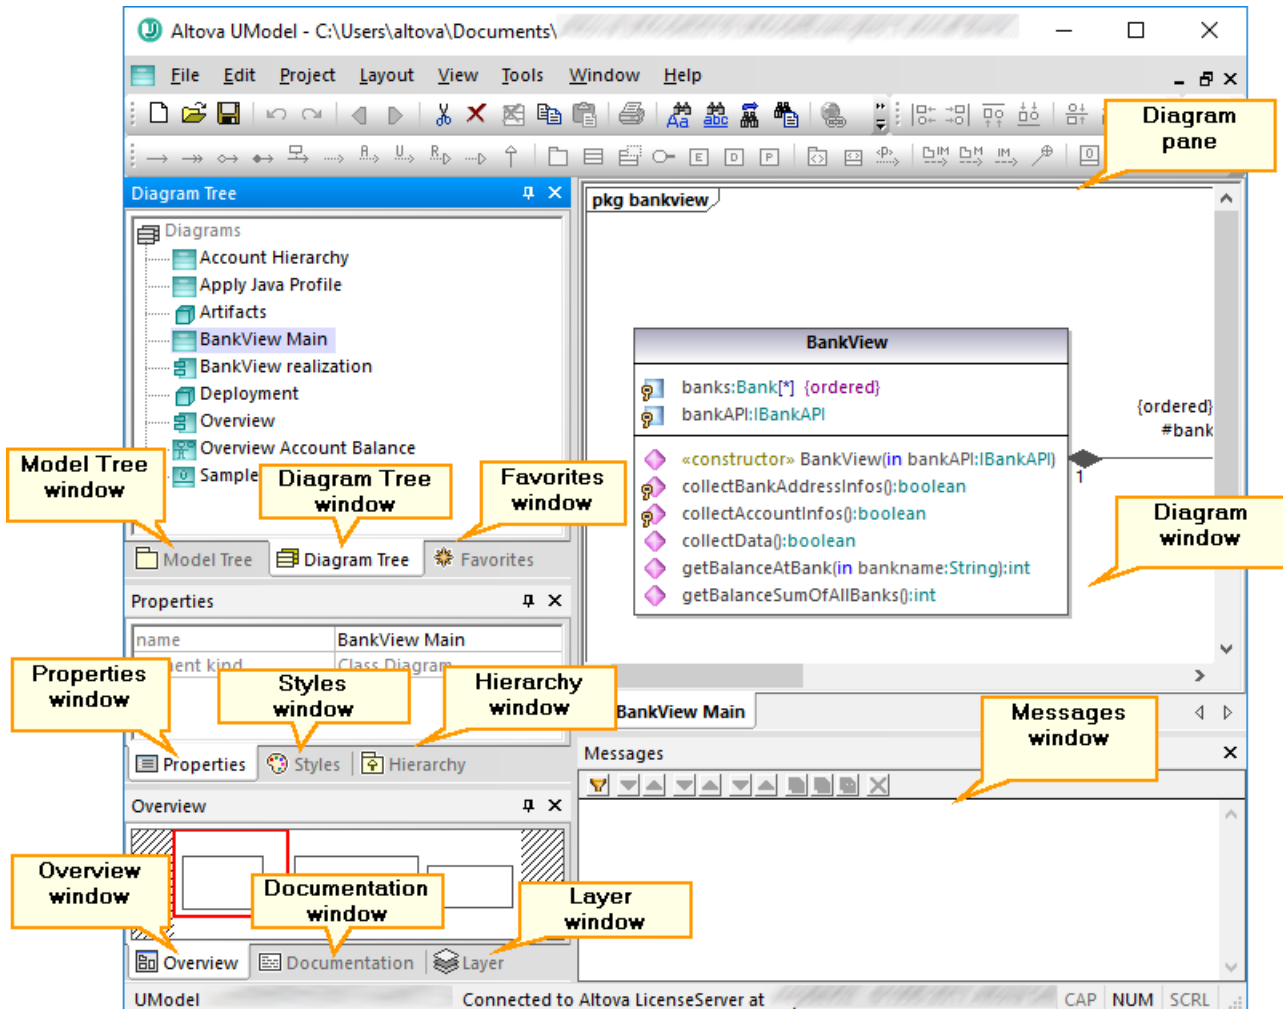 Altova UModel - C:\Users\altova\Documents\
File Edit Project Layout View Tools Window Help
Diagram
pane
Diagram Tree
pkg bankview
Diagrams
Account Hierarchy
Apply Java Profile
Artifacts
BankView Main
BankView realization
Deployment
Overview
Overview Account Balance
Sample
BankView
banks:Bank[*] {ordered}
bankAPI:IBankAPI
«constructor» BankView(in bankAPI:IBankAPI)
collectBankAddressInfos():boolean
collectAccountInfos():boolean
collectData():boolean
getBalanceAtBank(in bankname:String):int
getBalanceSumOfAllBanks():int
{ordered}
#bank
1
Model Tree
window
Diagram Tree
window
Favorites
window
Diagram
window
Model Tree Diagram Tree Favorites
Properties
name BankView Main
ent kind Class Diagram
Properties
window
Styles
window
Hierarchy
window
BankView Main
Messages
window
Properties Styles Hierarchy
Messages
Overview
Overview
window
Documentation
window
Layer
window
Overview Documentation Layer
UModel Connected to Altova LicenseServer at CAP NUM SCRL